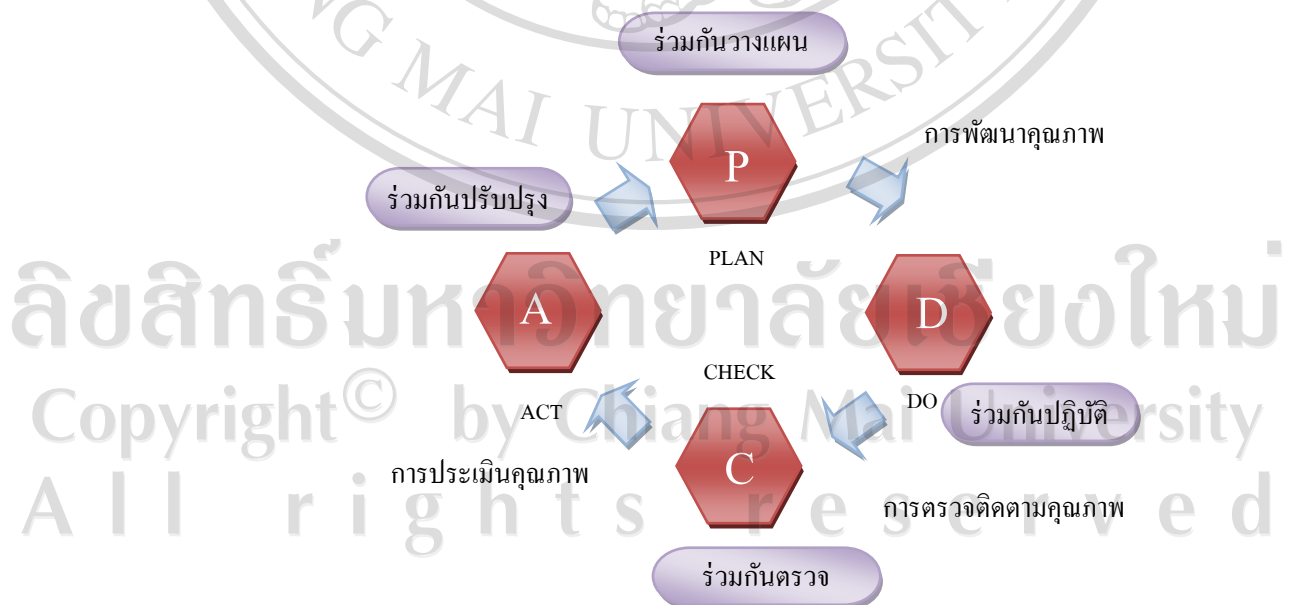 ร่วมกันวางแผน
NG MAI UNIVERSI
P
การพัฒนาคุณภาพ
ร่วมกันปรับปรุง
PLAN
A
D
ลิขสิทธิ์มหาวิทยาลัยเชียงใหม่
CHECK
Copyright© by Chiang Mai University
ACT
DO
ร่วมกันปฏิบัติ
การประเมินคุณภาพ
C
การตรวจติดตามคุณภาพ
All rights reserved
ร่วมกันตรวจ